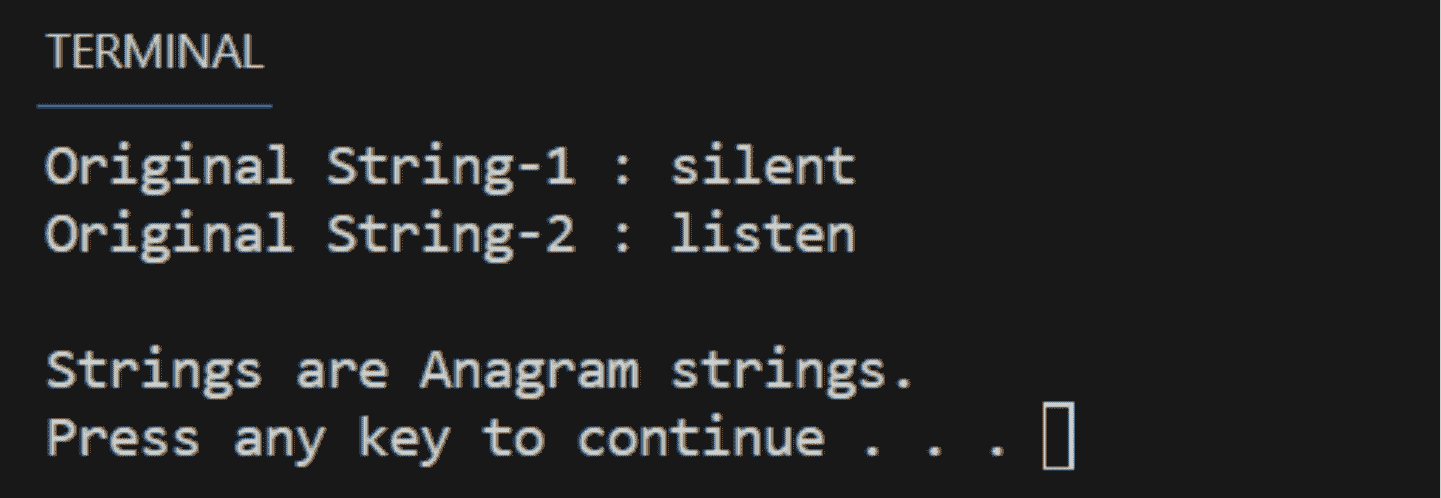 TERMINAL
Original String-1 : silent
Original String-2 : listen
Strings are Anagram strings.
Press any key to continue . . .